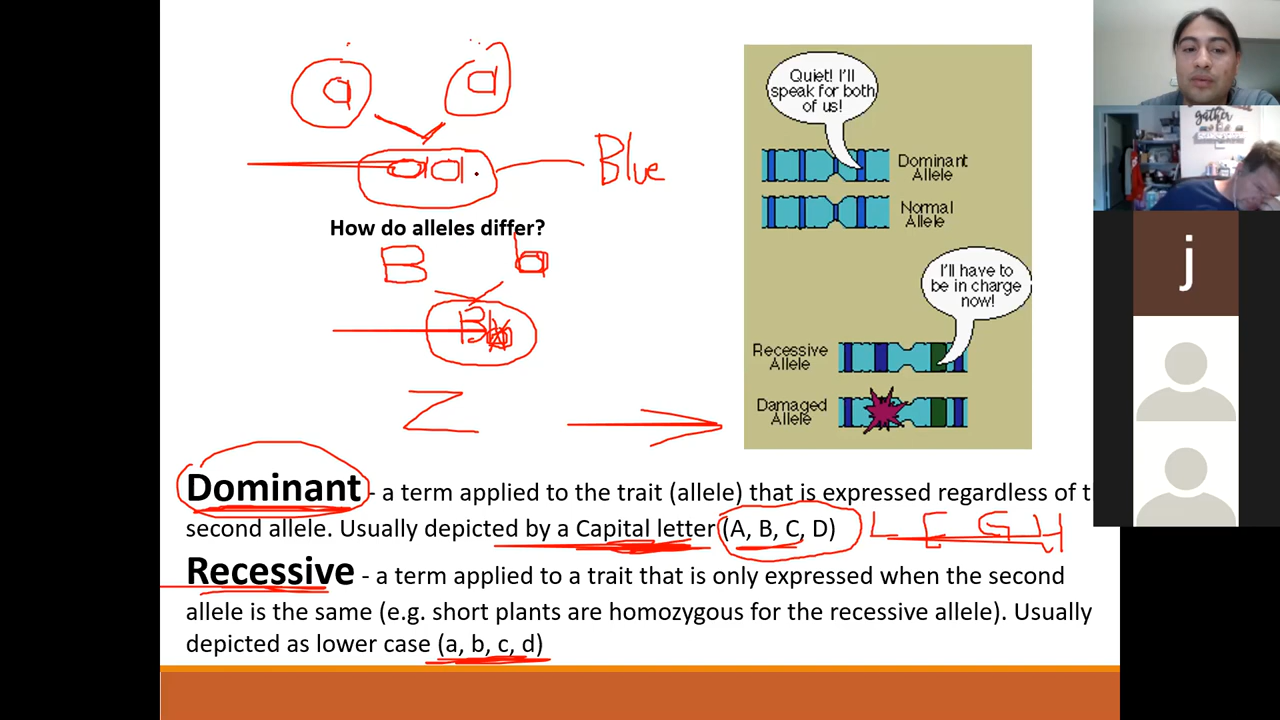 a a
aa Blue
How do alleles differ?
B b
B
Z
Quiet! I'll
speak for both
of us!
Dominant
Allele
Normal
Allele
I'll have to
be in charge
now!
Recessive
Allele
Damaged
Allele
gather
j
Dominant - a term applied to the trait (allele) that is expressed regardless of
second allele. Usually depicted by a Capital letter (A, B, C, D) L E G H
Recessive - a term applied to a trait that is only expressed when the second
allele is the same (e.g. short plants are homozygous for the recessive allele). Usually
depicted as lower case (a, b, c, d)